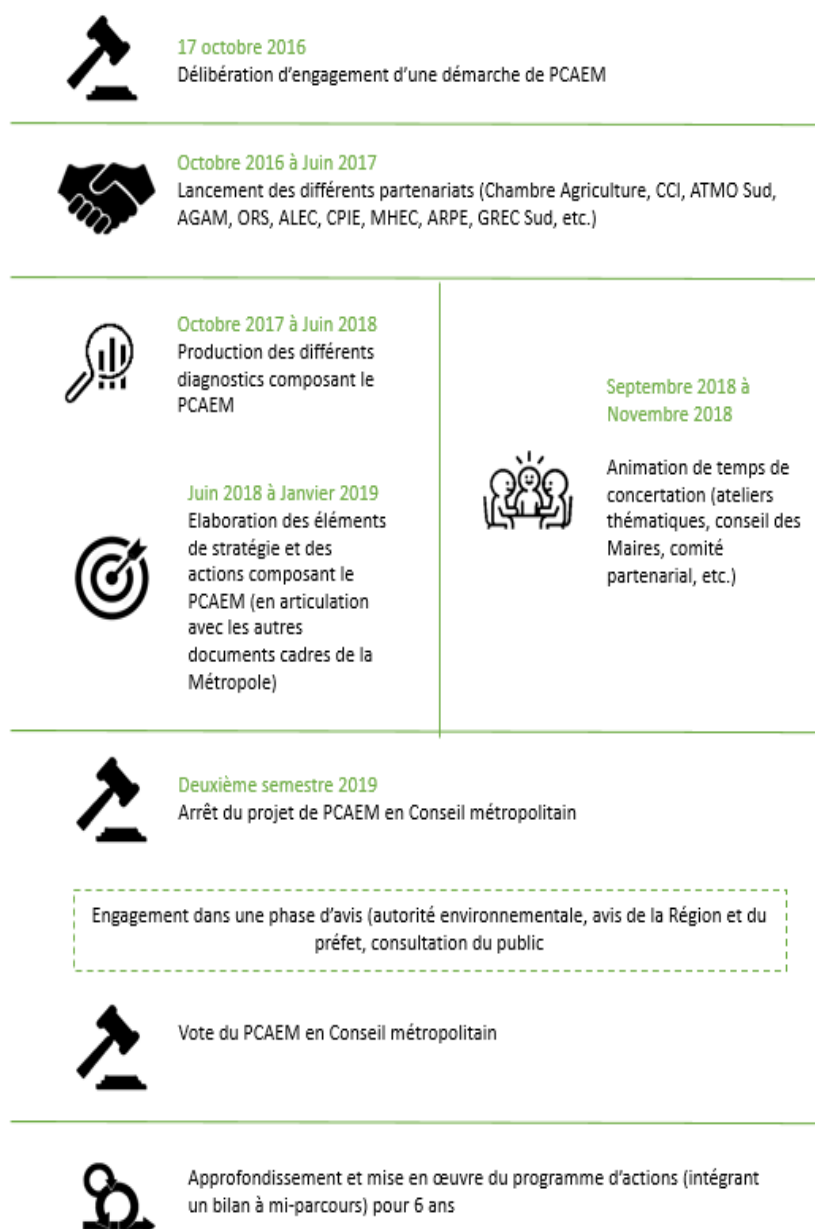 17 octobre 2016
Délibération d'engagement d'une démarche de PCAEM
Octobre 2016 à Juin 2017
Lancement des différents partenariats (Chambre Agriculture, CCI, ATMO Sud,
AGAM, ORS, ALEC, CPIE, MHEC, ARPE, GREC Sud, etc.)
Octobre 2017 à Juin 2018
Production des différents
diagnostics composant le
PCAEM
Juin 2018 à Janvier 2019
Elaboration des éléments
de stratégie et des
actions composant le
PCAEM (en articulation
avec les autres
documents cadres de la
Métropole)
Septembre 2018 à
Novembre 2018
Animation de temps de
concertation (ateliers
thématiques, conseil des
Maires, comité
partenarial, etc.)
Deuxième semestre 2019
Arrêt du projet de PCAEM en Conseil métropolitain
Engagement dans une phase d'avis (autorité environnementale, avis de la Région et du
préfet, consultation du public
Vote du PCAEM en Conseil métropolitain
Approfondissement et mise en œuvre du programme d'actions (intégrant
un bilan à mi-parcours) pour 6 ans